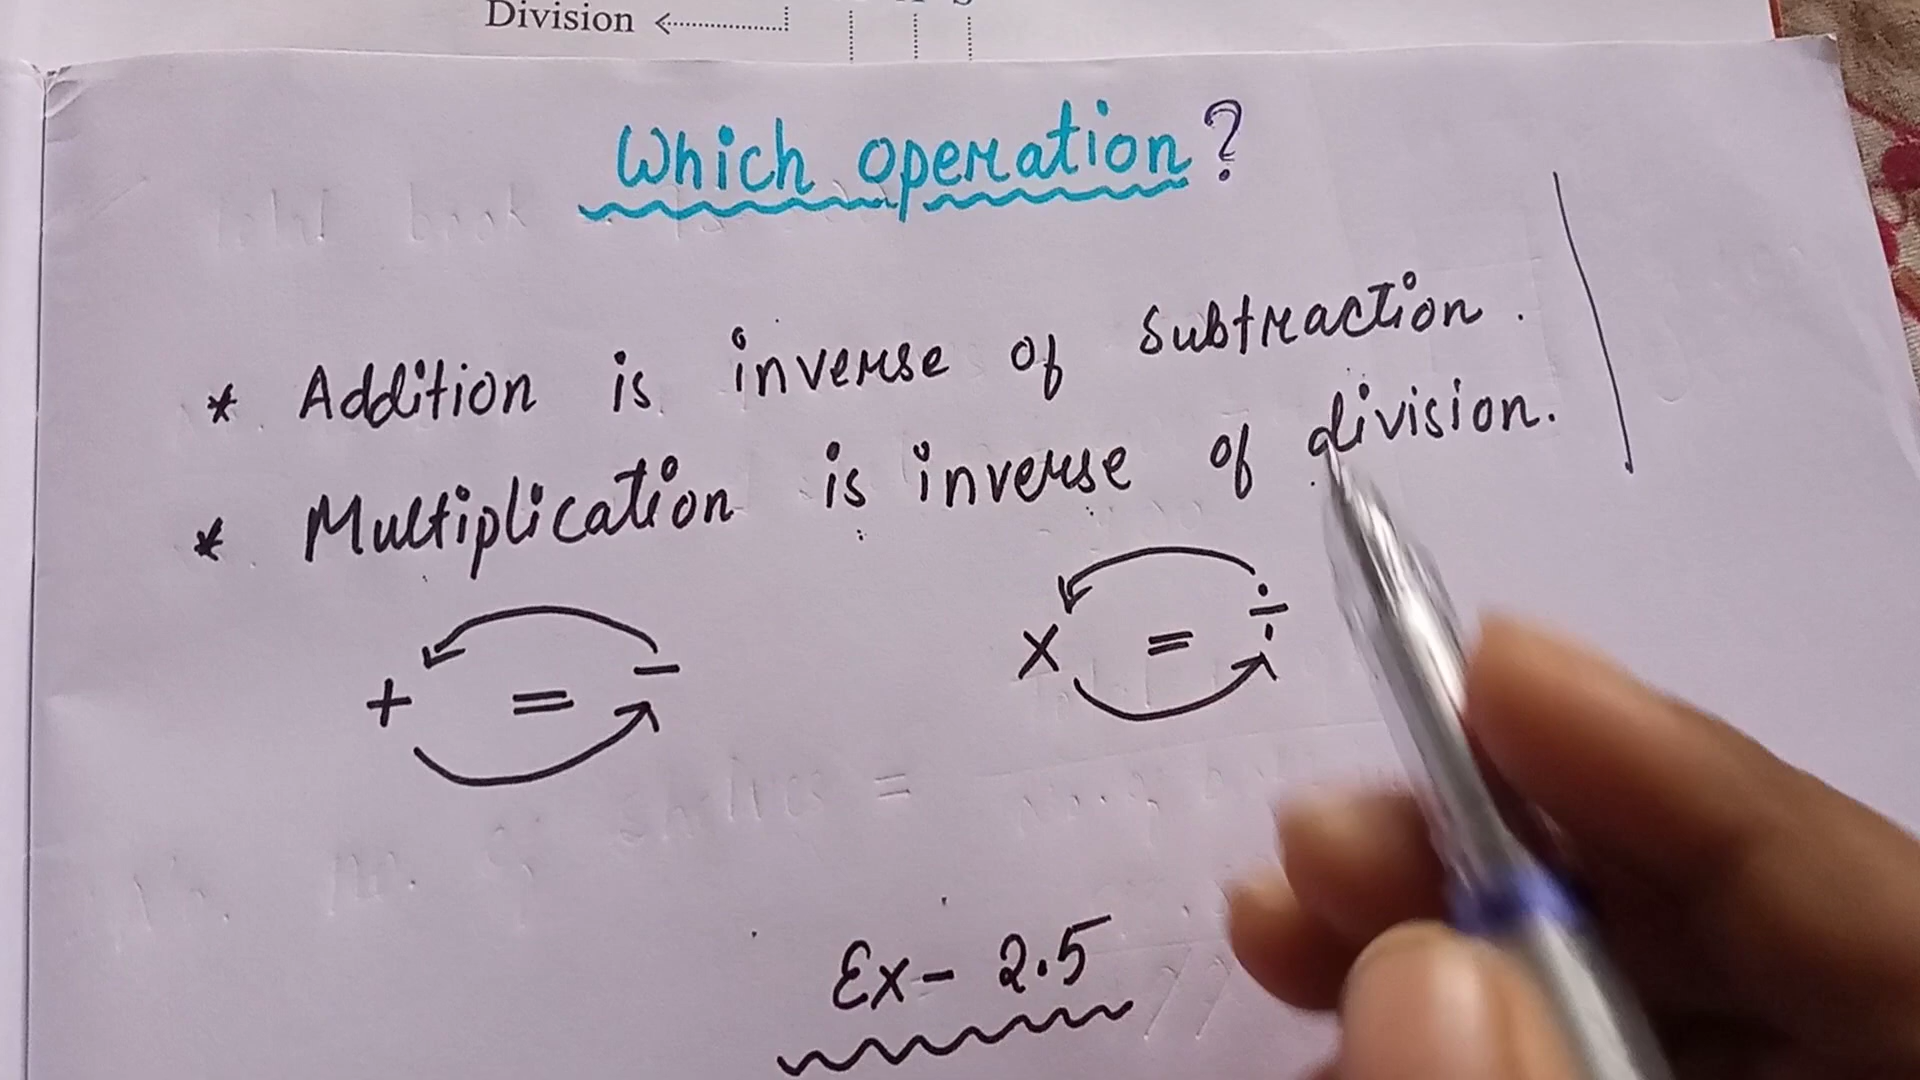 Division
Which operation?
* Addition is inverse of subtraction.
* Multiplication is inverse of division.
+ = −
× = ÷
Ex- 2.5